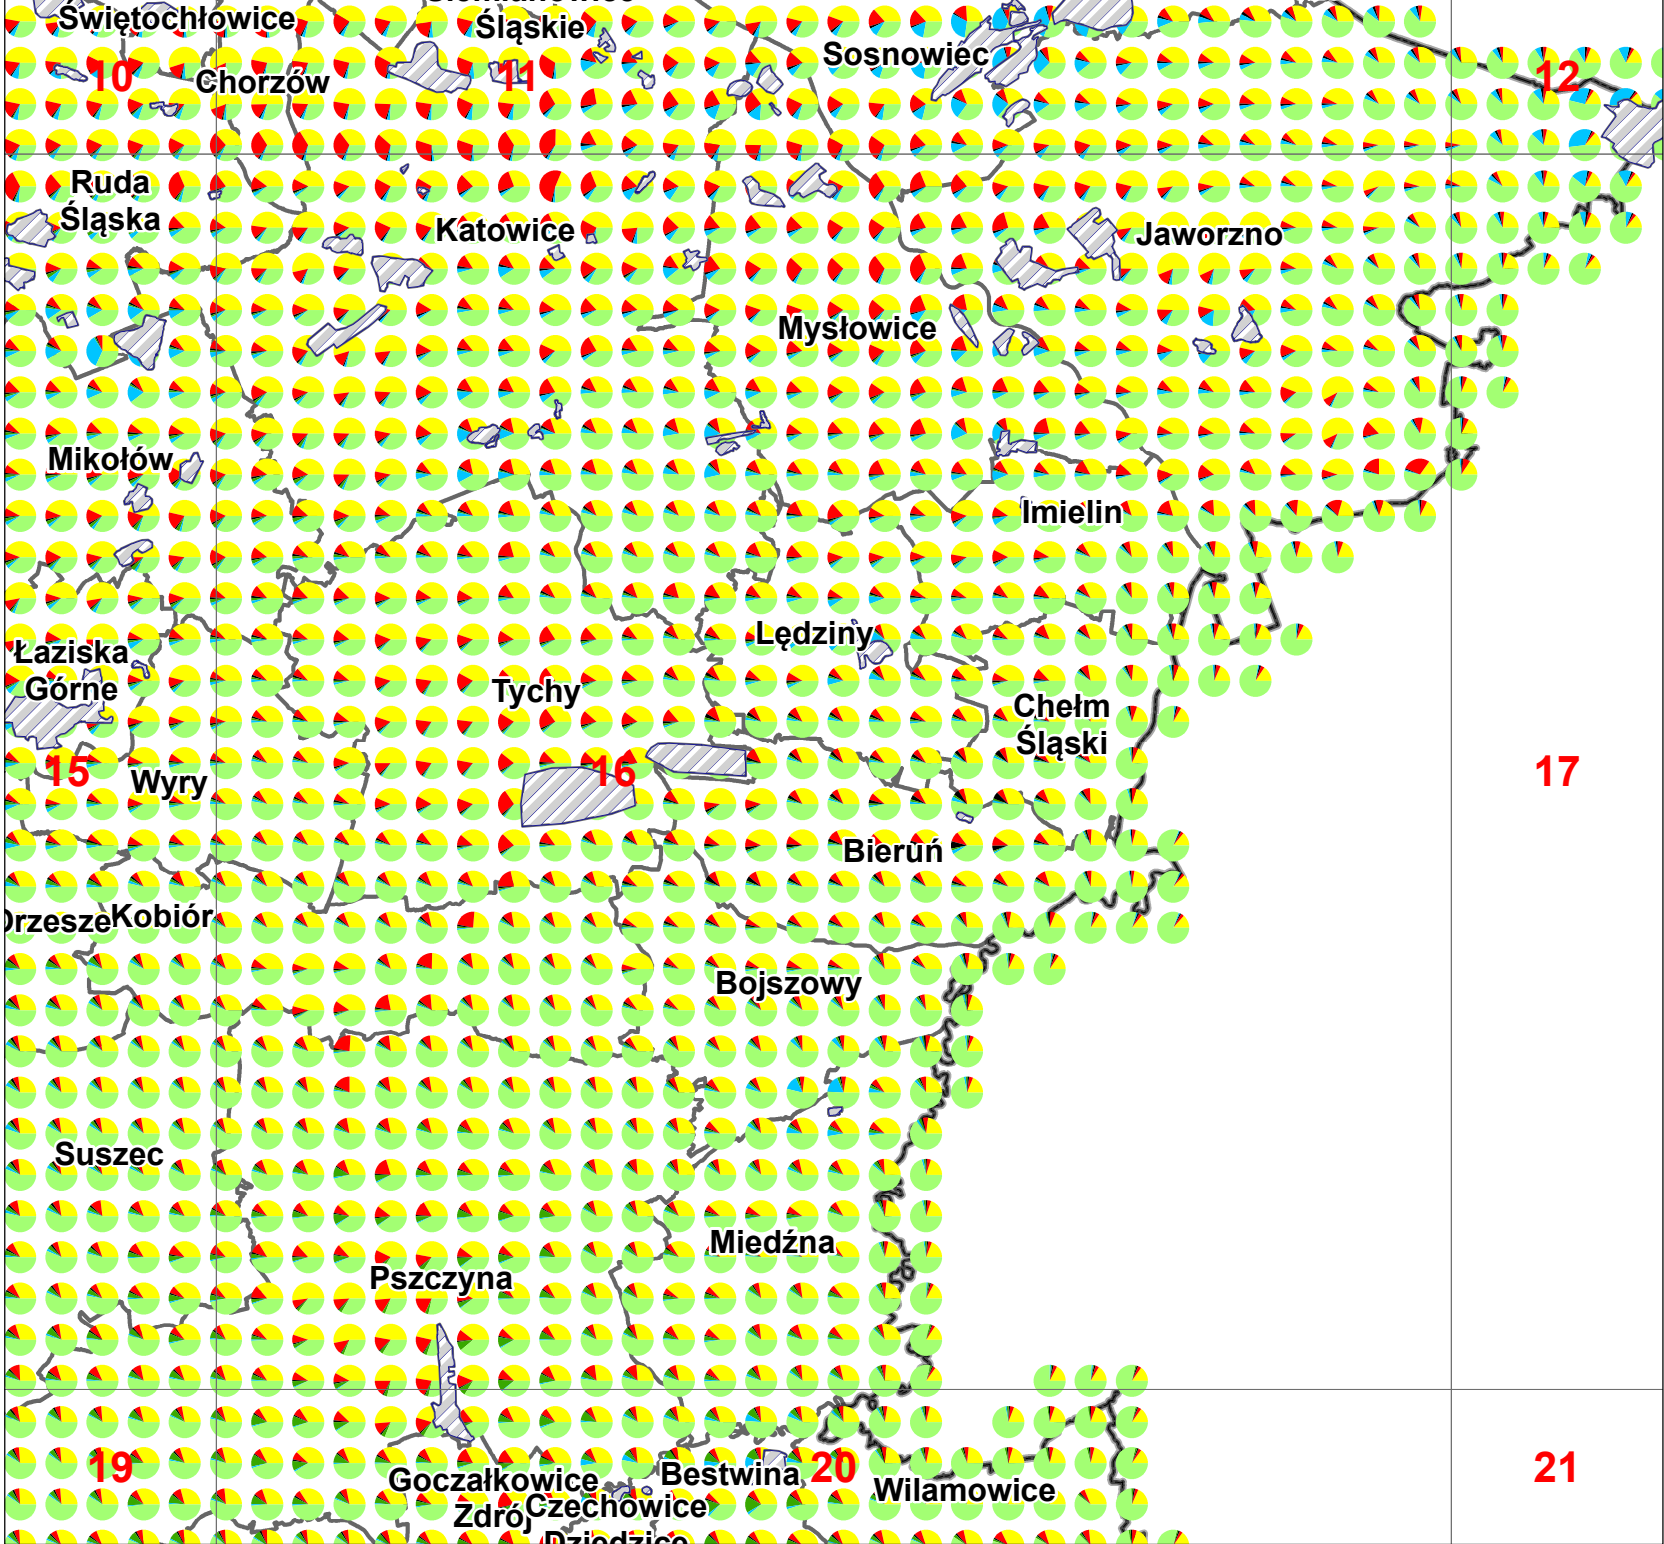 Świętochłowice
Śląskie
Sosnowiec
10
Chorzów
11
12
Ruda
Śląska
Katowice
Jaworzno
Mysłowice
Mikołów
Imielin
Łaziska
Górne
Lędziny
Tychy
Chełm
Śląski
15
Wyry
16
17
Bieruń
Orzesze
Kobiór
Bojszowy
Suszec
Miedźna
Pszczyna
19
Goczałkowice
Zdrój
Czechowice
Dziedzice
Bestwina
20
Wilamowice
21